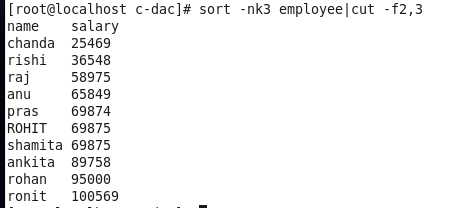 [root@localhost c-dac]# sort -nk3 employee|cut -f2,3
name    salary
chanda  25469
rishi   36548
raj     58975
anu     65849
pras    69874
ROHIT   69875
shamita 69875
ankita  89758
rohan   95000
ronit   100569